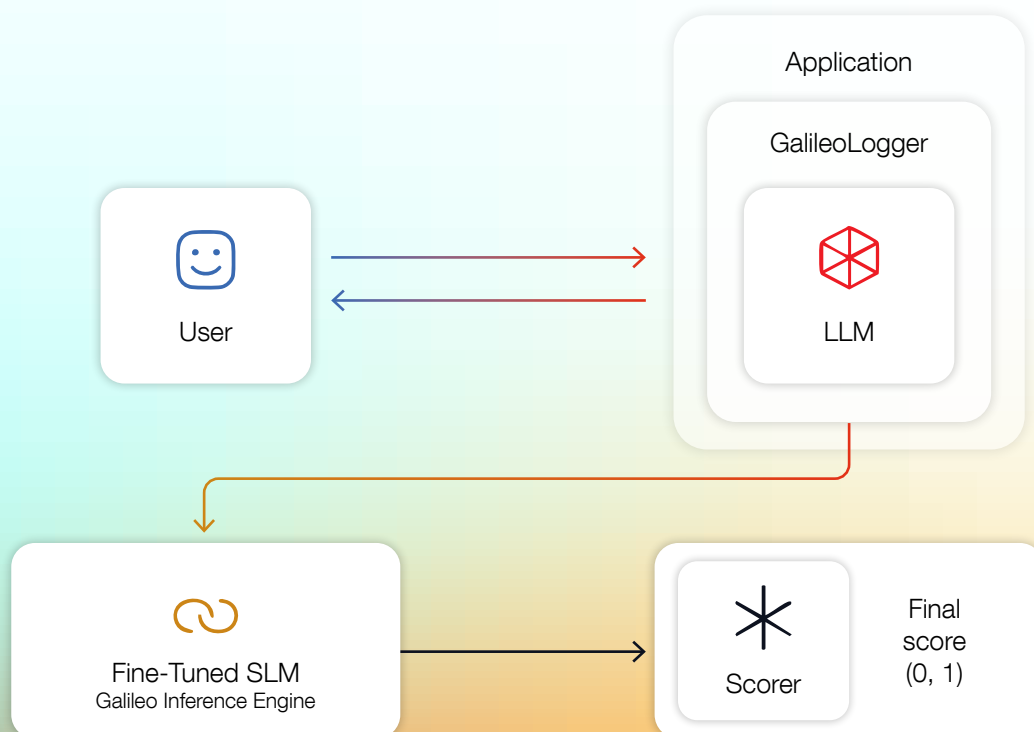 Application
GalileoLogger
User
LLM
Fine-Tuned SLM
Galileo Inference Engine
Scorer
Final
score
(0, 1)